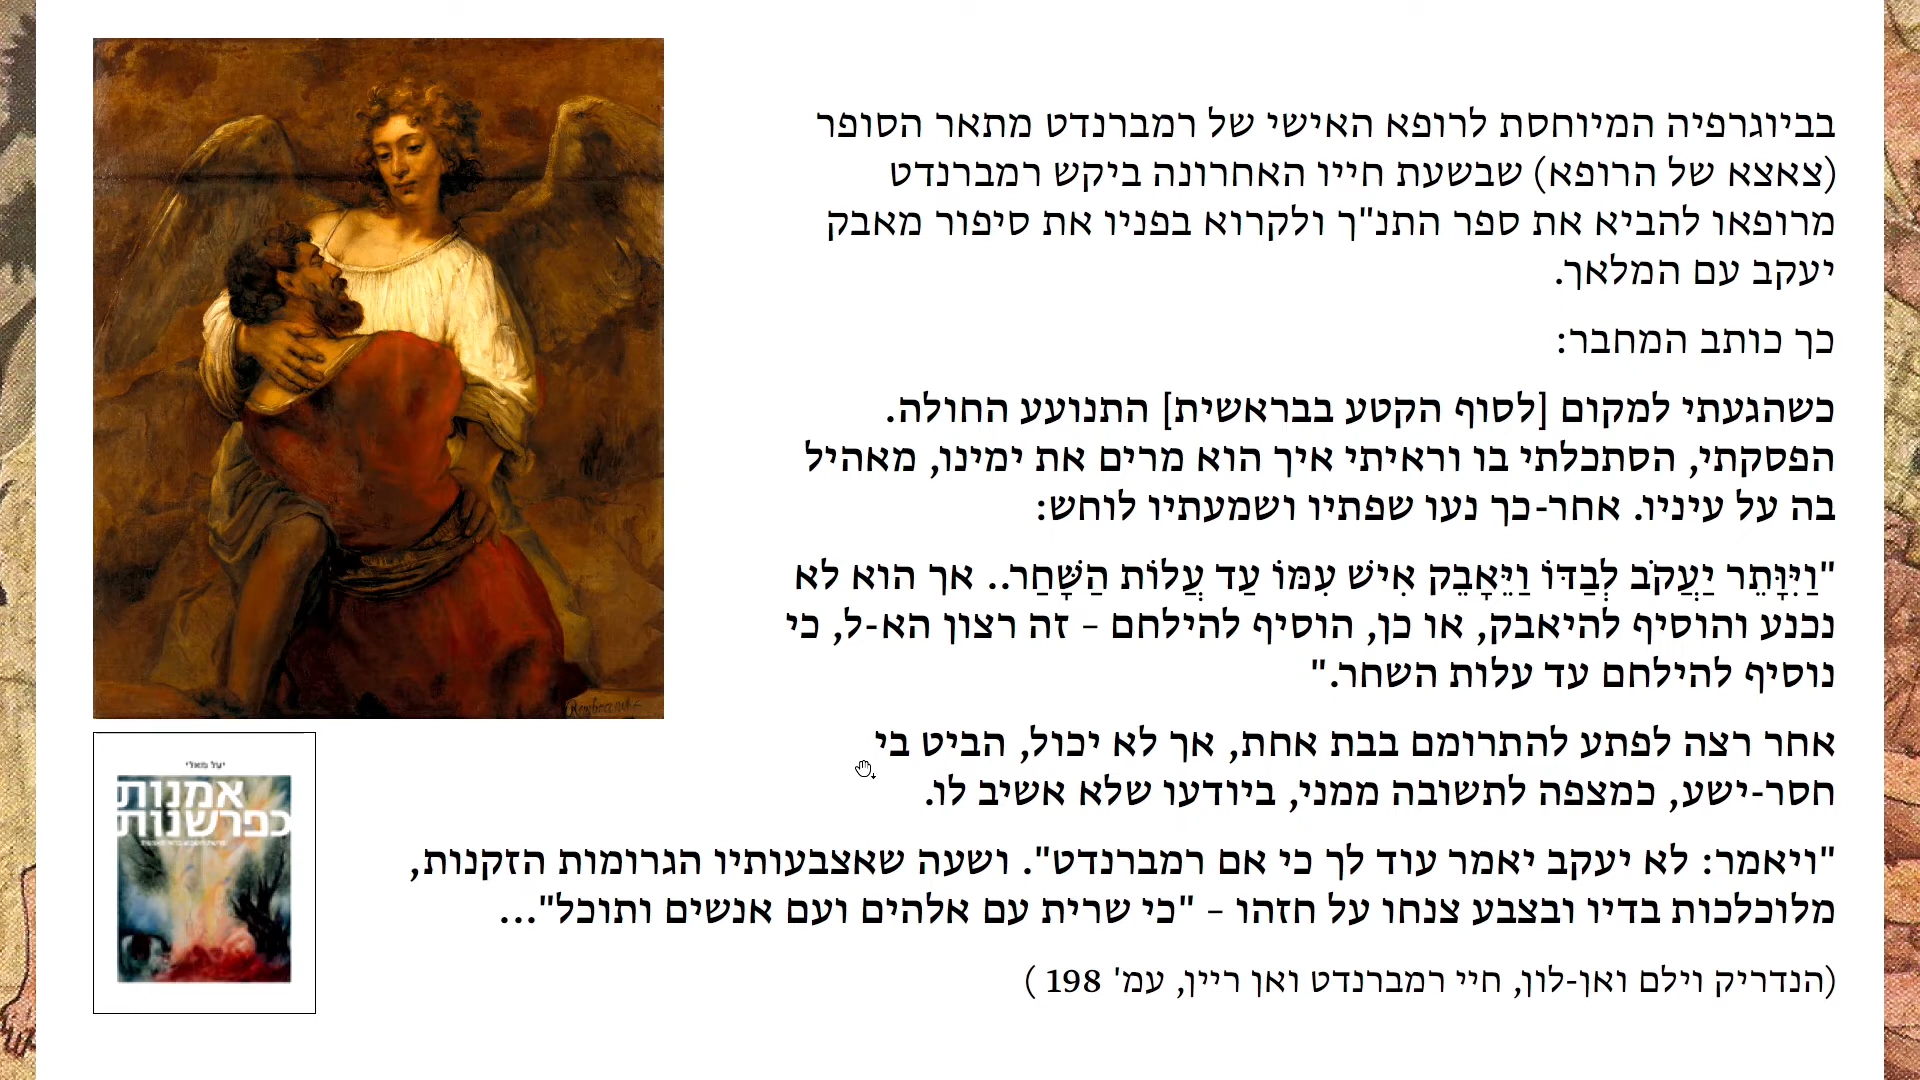 בביוגרפיה המיוחסת לרופא האישי של רמברנדט מתאר הסופר
(צאצא של הרופא) שבשעת חייו האחרונה ביקש רמברנדט
מרופאו להביא את ספר התנ"ך ולקרוא בפניו את סיפור מאבק
יעקב עם המלאך.
כך כותב המחבר:
כשהגעתי למקום [לסוף הקטע בבראשית] התנועע החולה.
הפסקתי, הסתכלתי בו וראיתי איך הוא מרים את ימינו, מאהיל
בה על עיניו. אחר-כך נעו שפתיו ושמעתיו לוחש:
"וַיִּוָּתֵר יַעֲקֹב לְבַדּוֹ וַיֵּאָבֵק אִישׁ עִמּוֹ עַד עֲלוֹת הַשָּׁחַר.. אך הוא לא
נכנע והוסיף להיאבק, או כן, הוסיף להילחם – זה רצון הא-ל, כי
נוסיף להילחם עד עלות השחר."
אחר רצה לפתע להתרומם בבת אחת, אך לא יכול, הביט בי
חסר-ישע, כמצפה לתשובה ממני, ביודעו שלא אשיב לו.
"ויאמר: לא יעקב יאמר עוד לך כי אם רמברנדט". ושעה שאצבעותיו הגרומות הזקנות,
מלוכלכות בדיו ובצבע צנחו על חזהו – "כי שרית עם אלהים ועם אנשים ותוכל"...
(הנדריק וילם ואן-לון, חיי רמברנדט ואן ריין, עמ' 198 )
Rembrandt
יעל מאלי
אמנות
כפרשנות